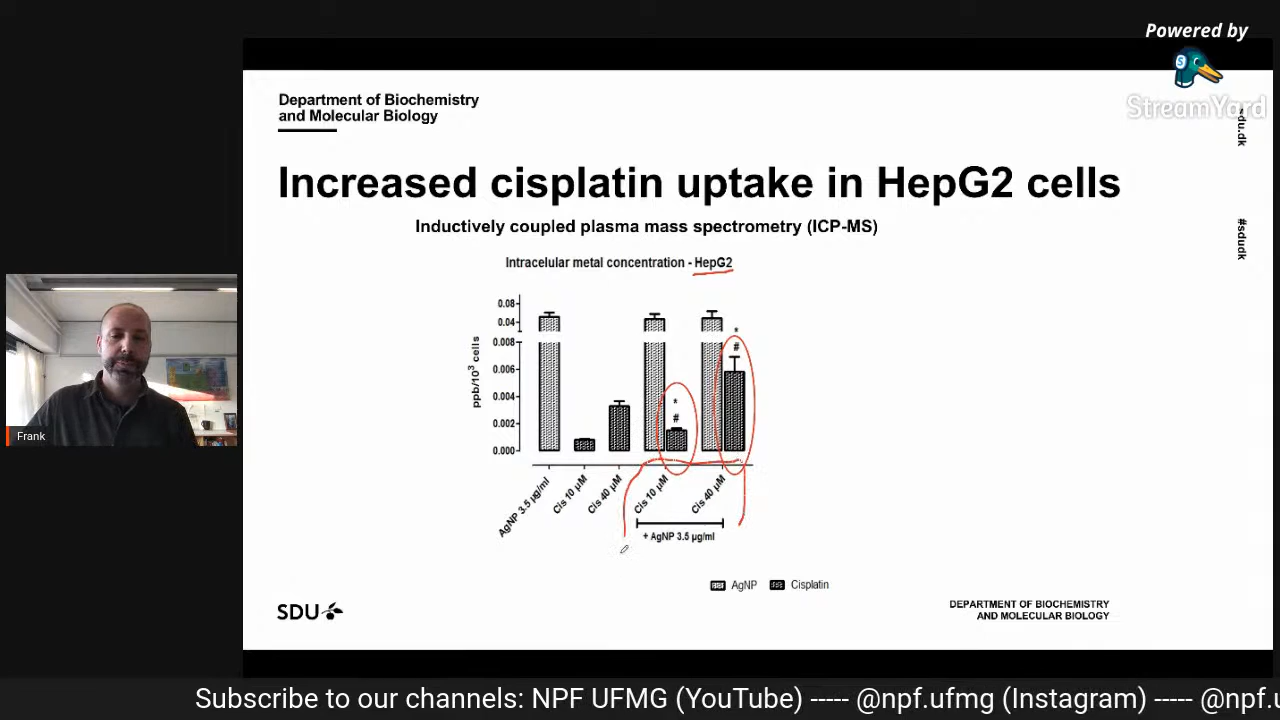 Powered by
StreamYard
Department of Biochemistry
and Molecular Biology
sdu.dk
#sdudk
Increased cisplatin uptake in HepG2 cells
Inductively coupled plasma mass spectrometry (ICP-MS)
Intracelular metal concentration - HepG2
ppb/10³ cells
0.08
0.04
0.008
0.006
0.004
0.002
0.000
*
#
*
#
AgNP 3.5 µg/ml
Cis 10 µM
Cis 40 µM
Cis 10 µM
Cis 40 µM
+ AgNP 3.5 µg/ml
AgNP Cisplatin
Frank
SDU
DEPARTMENT OF BIOCHEMISTRY
AND MOLECULAR BIOLOGY
Subscribe to our channels: NPF UFMG (YouTube) ----- @npf.ufmg (Instagram) ----- @npf.u